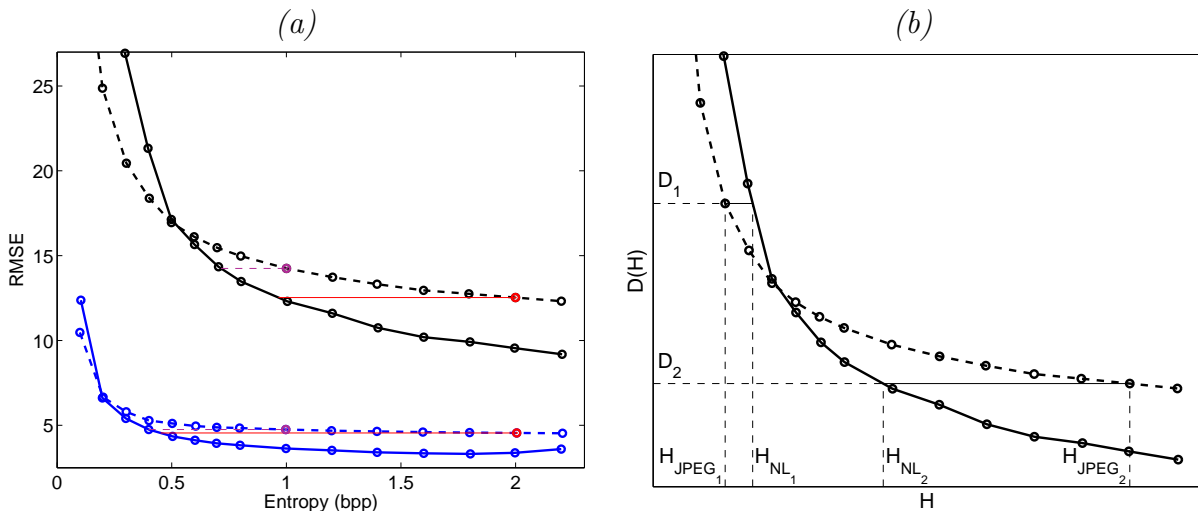 (a)
25
20
15
10
5
RMSE
0
0.5
1
1.5
2
Entropy (bpp)
(b)
D(H)
D1
D2
HJPEG1
HNL1
HNL2
HJPEG2
H